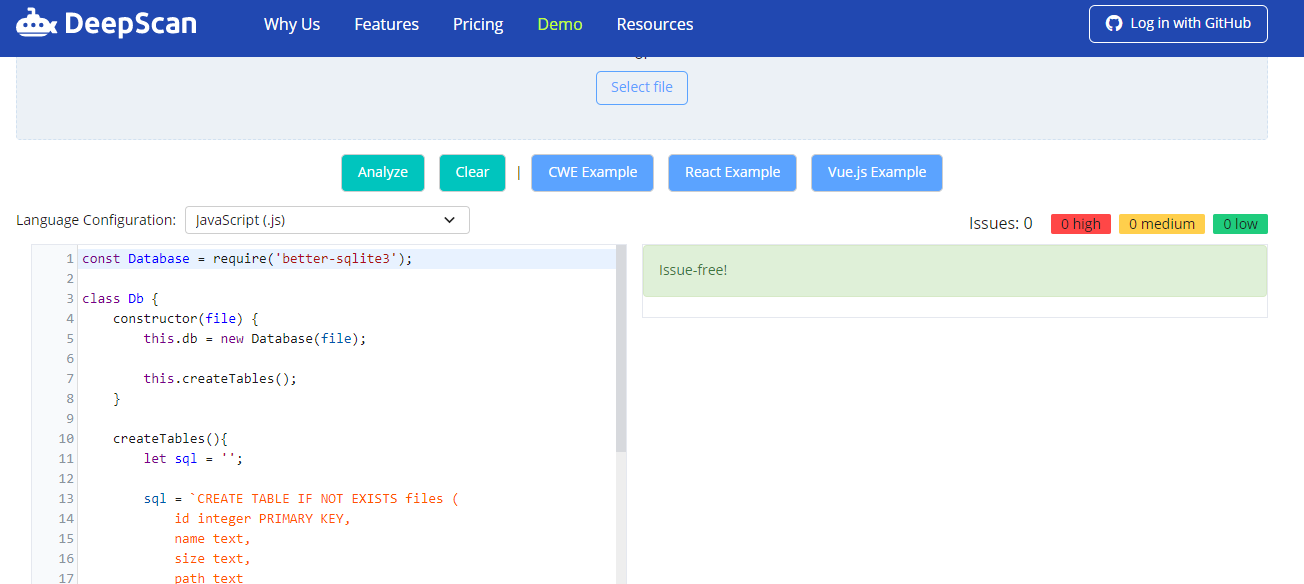 DeepScan Why Us Features Pricing Demo Resources Log in with GitHub
Select file
Analyze Clear | CWE Example React Example Vue.js Example
Language Configuration: JavaScript (.js) Issues: 0 0 high 0 medium 0 low
Issue-free!
1 const Database = require('better-sqlite3');
2
3 class Db {
4 constructor(file) {
5 this.db = new Database(file);
6
7 this.createTables();
8 }
9
10 createTables(){
11 let sql = '';
12
13 sql = `CREATE TABLE IF NOT EXISTS files (
14 id integer PRIMARY KEY,
15 name text,
16 size text,
17 path text